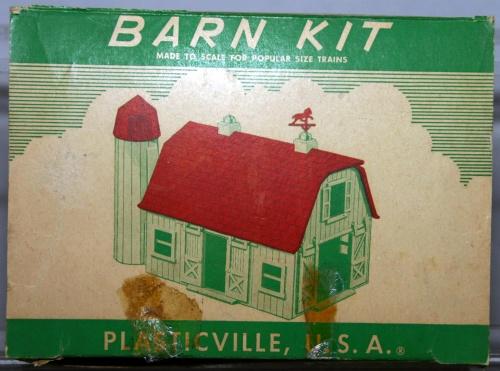 BARN KIT
MADE TO SCALE FOR POPULAR SIZE TRAINS
PLASTICVILLE, U.S.A.®